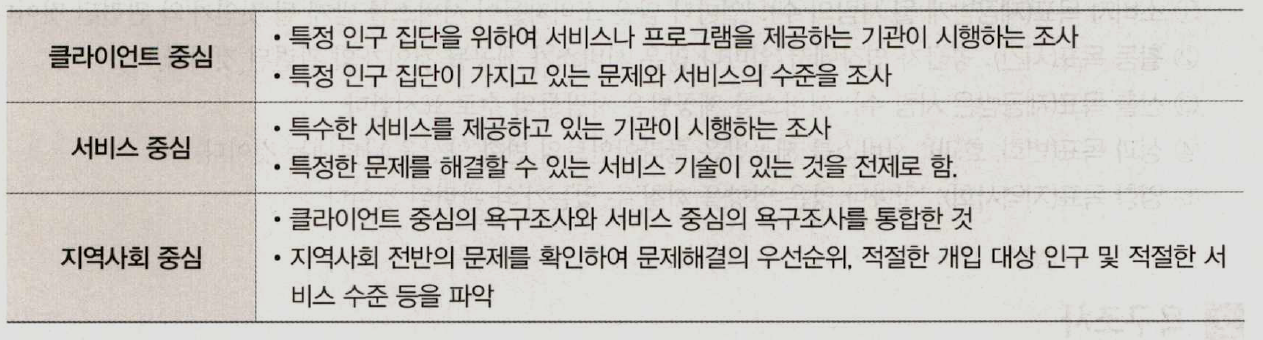 클라이언트 중심
• 특정 인구 집단을 위하여 서비스나 프로그램을 제공하는 기관이 시행하는 조사
• 특정 인구 집단이 가지고 있는 문제와 서비스의 수준을 조사
서비스 중심
• 특수한 서비스를 제공하고 있는 기관이 시행하는 조사
• 특정한 문제를 해결할 수 있는 서비스 기술이 있는 것을 전제로 함.
지역사회 중심
• 클라이언트 중심의 욕구조사와 서비스 중심의 욕구조사를 통합한 것
• 지역사회 전반의 문제를 확인하여 문제해결의 우선순위, 적절한 개입 대상 인구 및 적절한 서
비스 수준 등을 파악